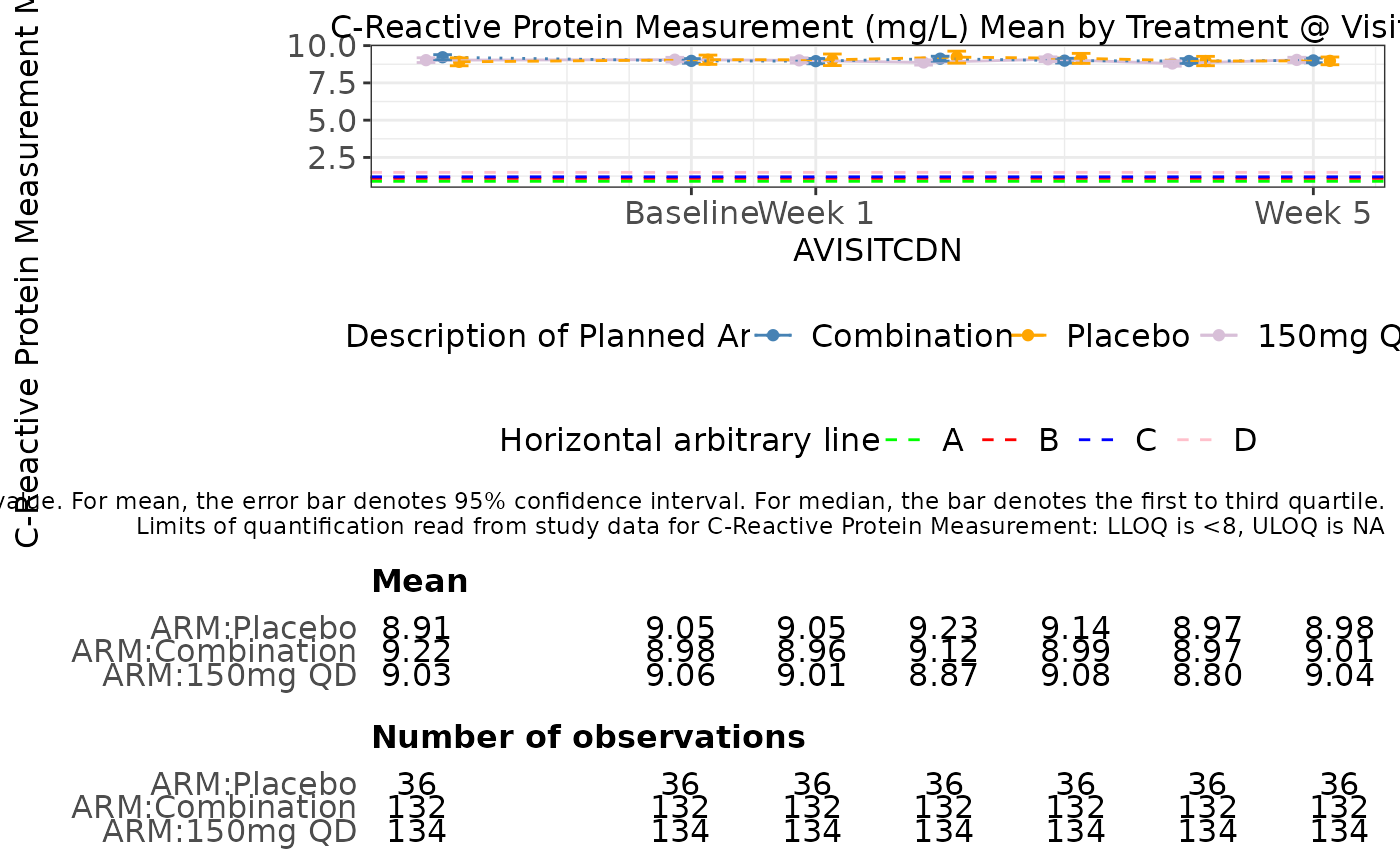 C-Reactive Protein Measurement (mg/L) Mean by Treatment @
C-Reactive Protein Measurement
10.0
7.5
5.0
2.5
Baseline Week 1 Week 5
AVISITCDN
Description of Planned Combination Placebo 150mg
Horizontal arbitrary line A B C D
For mean, the error bar denotes 95% confidence interval. For median, the bar denotes the first to third quartile.
Limits of quantification read from study data for C-Reactive Protein Measurement: LLOQ is <8, ULOQ is NA
Mean
ARM:Placebo 8.91 9.05 9.05 9.23 9.14 8.97 8.98
ARM:Combination 9.22 8.98 8.96 9.12 8.99 8.97 9.01
ARM:150mg QD 9.03 9.06 9.01 8.87 9.08 8.80 9.04
Number of observations
ARM:Placebo 36 36 36 36 36 36 36
ARM:Combination 132 132 132 132 132 132 132
ARM:150mg QD 134 134 134 134 134 134 134